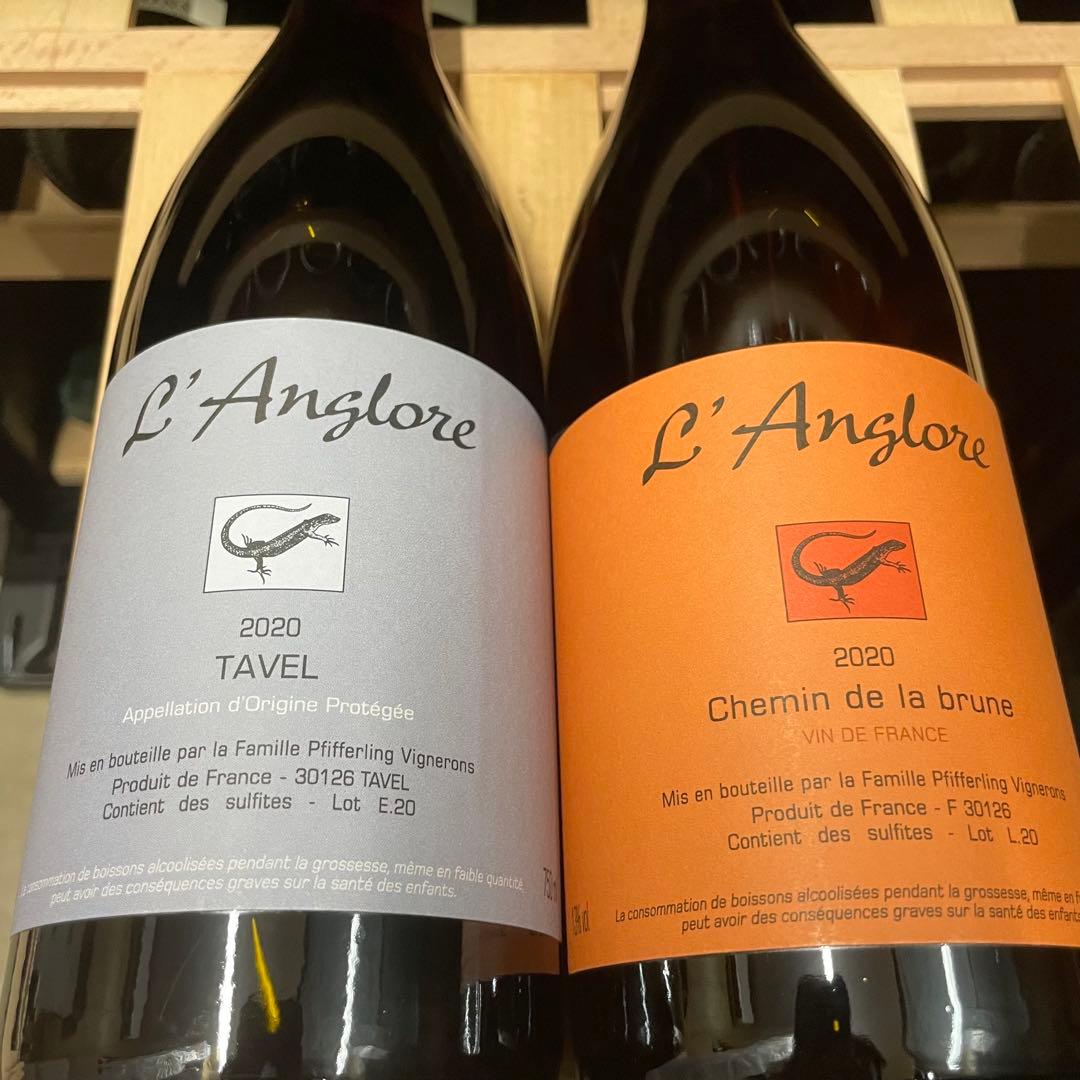 L'Anglore
2020
TAVEL
Appellation d'Origine Protégée
Mis en bouteille par la Famille Pfifferling Vignerons
Produit de France - 30126 TAVEL
Contient des sulfites - Lot E.20
La consommation de boissons alcoolisées pendant la grossesse, même en faible quantité,
peut avoir des conséquences graves sur la santé des enfants.
L'Anglore
2020
Chemin de la brune
VIN DE FRANCE
Mis en bouteille par la Famille Pfifferling Vignerons
Produit de France - F 30126
Contient des sulfites - Lot L.20
La consommation de boissons alcoolisées pendant la grossesse, même en
peut avoir des conséquences graves sur la santé des enfants